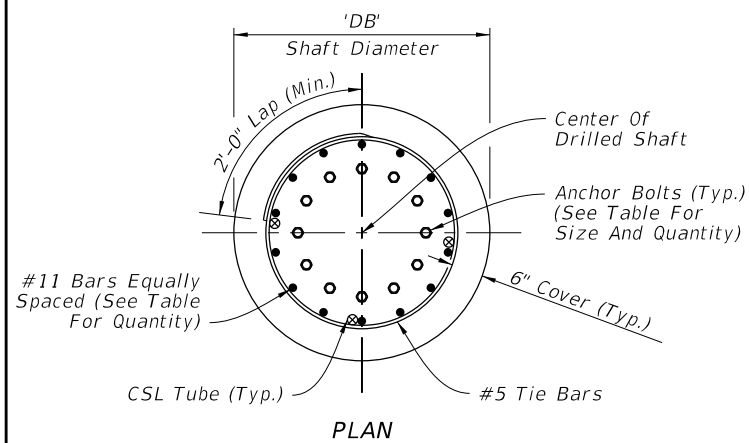 'DB'
Shaft Diameter
2'-0" Lap (Min.)
Center Of
Drilled Shaft
Anchor Bolts (Typ.)
(See Table For
Size And Quantity)
#11 Bars Equally
Spaced (See Table
For Quantity)
6" Cover (Typ.)
CSL Tube (Typ.)
#5 Tie Bars
PLAN